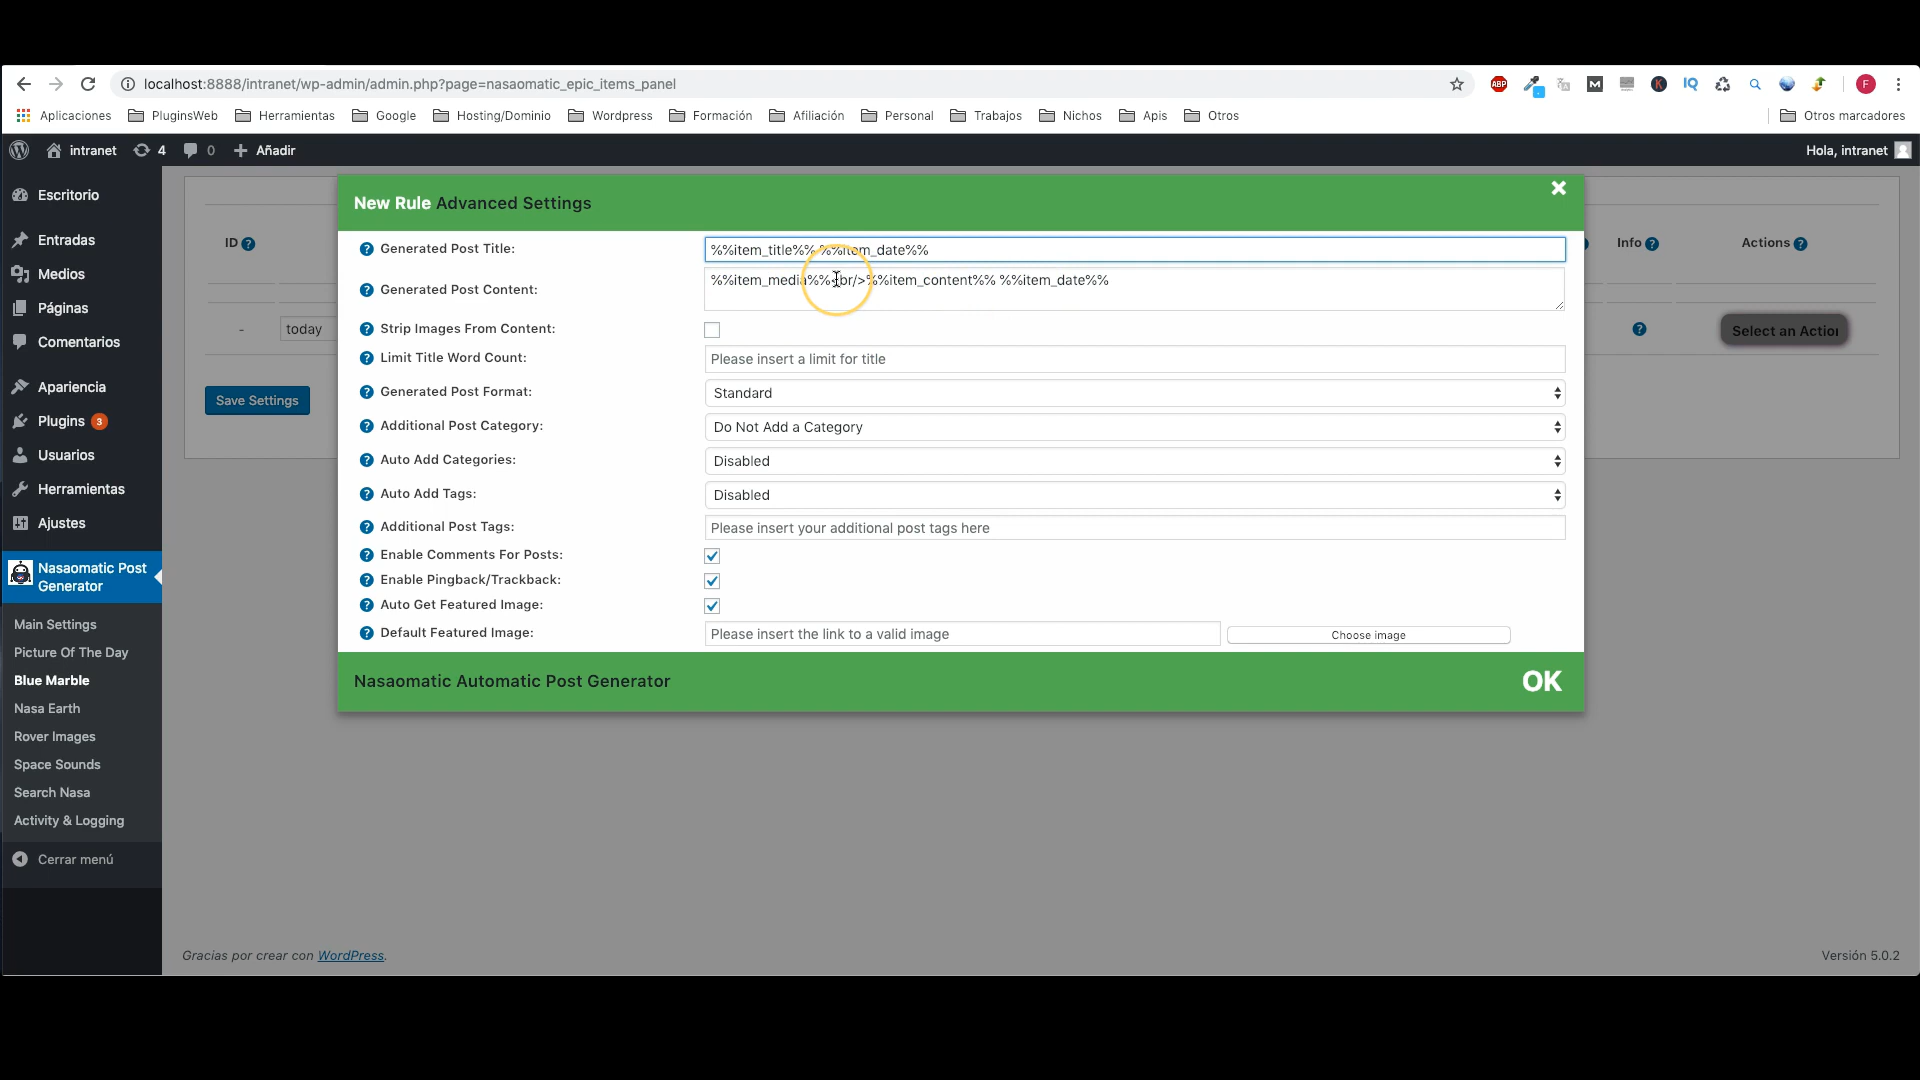 localhost:8888/intranet/wp-admin/admin.php?page=nasaomatic_epic_items_panel
ABP
M
K
IQ
F
Aplicaciones
PluginsWeb
Herramientas
Google
Hosting/Dominio
Wordpress
Formación
Afiliación
Personal
Trabajos
Nichos
Apis
Otros
Otros marcadores
intranet
4
0
Añadir
Hola, intranet
Escritorio
Entradas
Medios
Páginas
Comentarios
Apariencia
Plugins 3
Usuarios
Herramientas
Ajustes
Nasaomatic Post
Generator
Main Settings
Picture Of The Day
Blue Marble
Nasa Earth
Rover Images
Space Sounds
Search Nasa
Activity & Logging
Cerrar menú
ID
Info
Actions
-
today
Select an Action
Save Settings
New Rule Advanced Settings
Generated Post Title:
%%item_title%% %%item_date%%
Generated Post Content:
%%item_media%%<br/>%%item_content%% %%item_date%%
Strip Images From Content:
Limit Title Word Count:
Please insert a limit for title
Generated Post Format:
Standard
Additional Post Category:
Do Not Add a Category
Auto Add Categories:
Disabled
Auto Add Tags:
Disabled
Additional Post Tags:
Please insert your additional post tags here
Enable Comments For Posts:
Enable Pingback/Trackback:
Auto Get Featured Image:
Default Featured Image:
Please insert the link to a valid image
Choose image
Nasaomatic Automatic Post Generator
OK
Gracias por crear con WordPress.
Versión 5.0.2